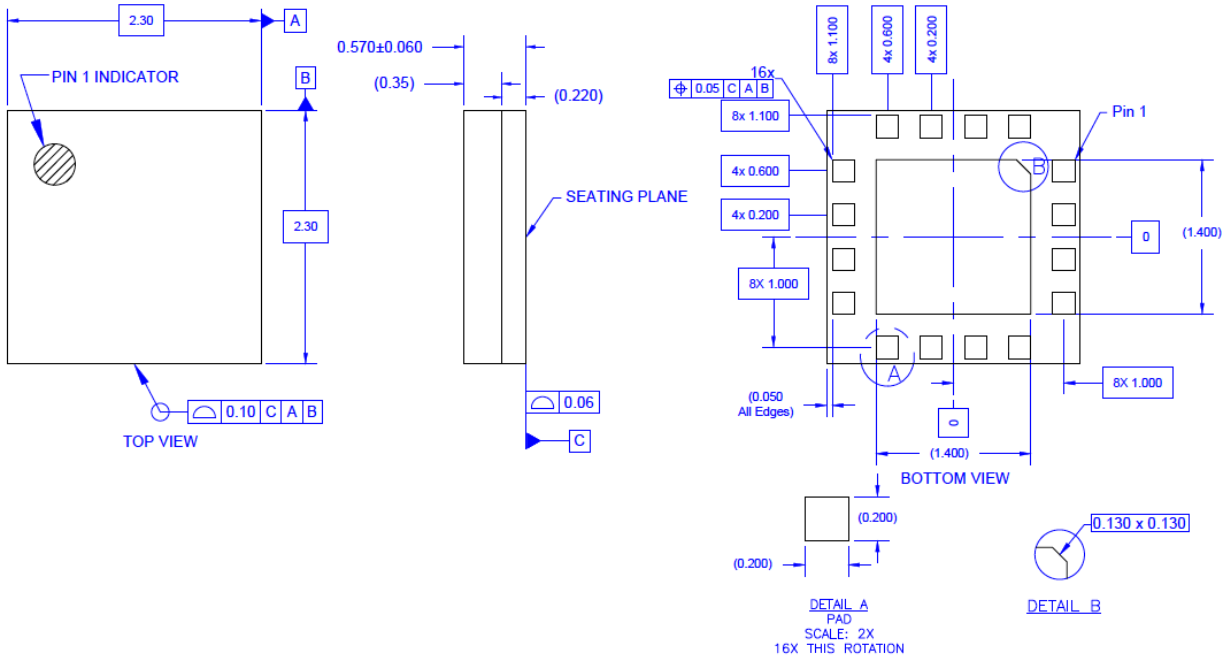 2.30
A
PIN 1 INDICATOR
B
2.30
0.10 C A B
TOP VIEW
0.570±0.060
(0.35)
(0.220)
SEATING PLANE
0.06
C
8x 1.100
4x 0.600
4x 0.200
16x
0.05 C A B
8x 1.100
Pin 1
B
4x 0.600
4x 0.200
0
(1.400)
8X 1.000
A
8X 1.000
(0.050
All Edges)
0
(1.400)
BOTTOM VIEW
(0.200)
(0.200)
0.130 x 0.130
DETAIL A
PAD
SCALE: 2X
16X THIS ROTATION
DETAIL B